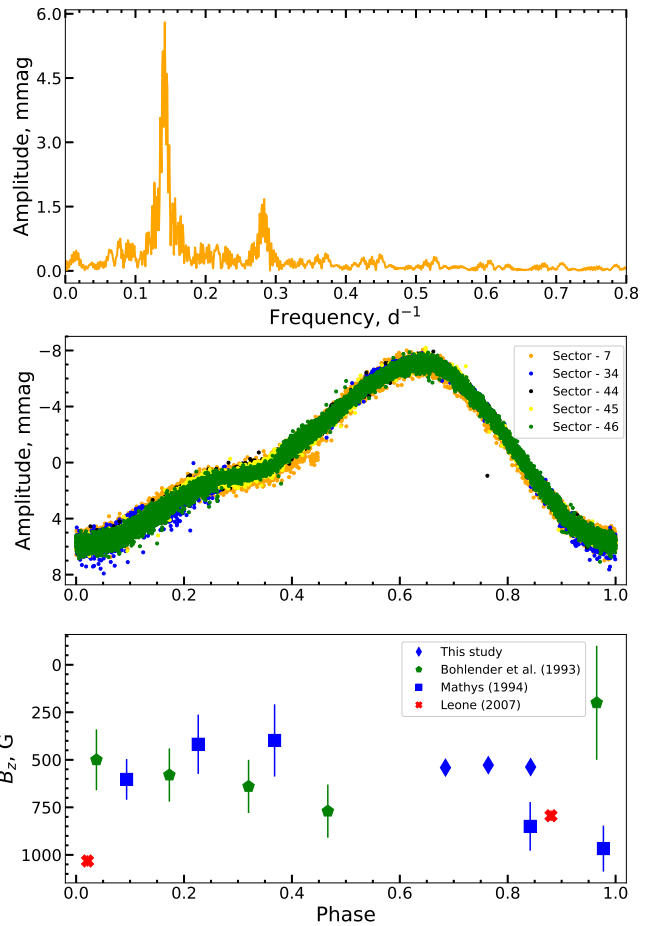 6.0
4.5
3.0
1.5
0.0
Amplitude, mmag
0.0 0.1 0.2 0.3 0.4 0.5 0.6 0.7 0.8
Frequency, d⁻¹
−8
−4
0
4
8
Amplitude, mmag
Sector - 7
Sector - 34
Sector - 44
Sector - 45
Sector - 46
0.0 0.2 0.4 0.6 0.8 1.0
0
250
500
750
1000
B_z, G
This study
Bohlender et al. (1993)
Mathys (1994)
Leone (2007)
0.0 0.2 0.4 0.6 0.8 1.0
Phase